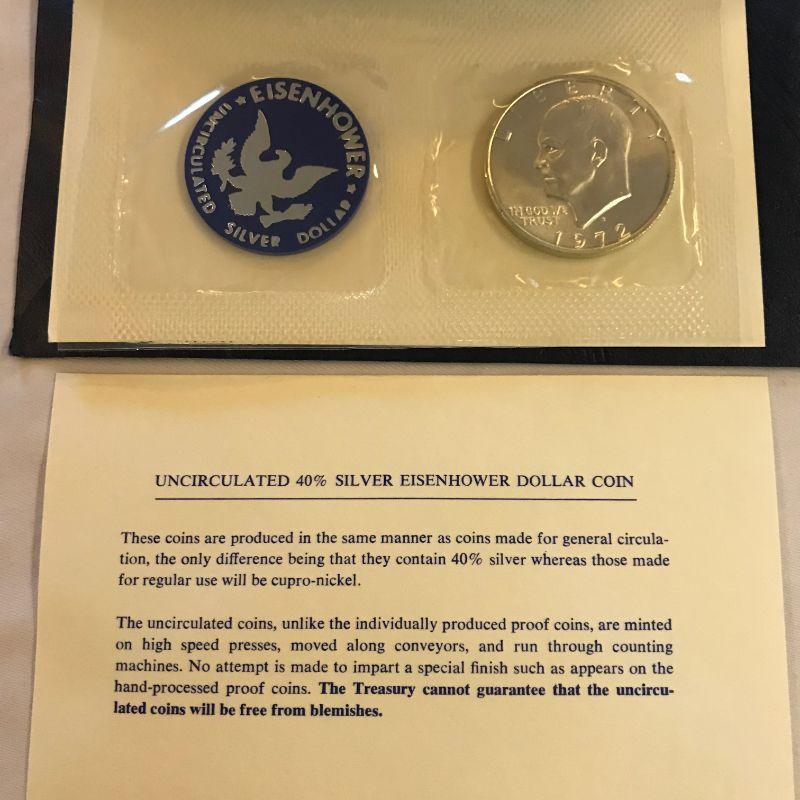 EISENHOWER
UNCIRCULATED SILVER DOLLAR
LIBERTY
IN GOD WE
TRUST
S
1972
UNCIRCULATED 40% SILVER EISENHOWER DOLLAR COIN
These coins are produced in the same manner as coins made for general circula-
tion, the only difference being that they contain 40% silver whereas those made
for regular use will be cupro-nickel.
The uncirculated coins, unlike the individually produced proof coins, are minted
on high speed presses, moved along conveyors, and run through counting
machines. No attempt is made to impart a special finish such as appears on the
hand-processed proof coins. The Treasury cannot guarantee that the uncircu-
lated coins will be free from blemishes.